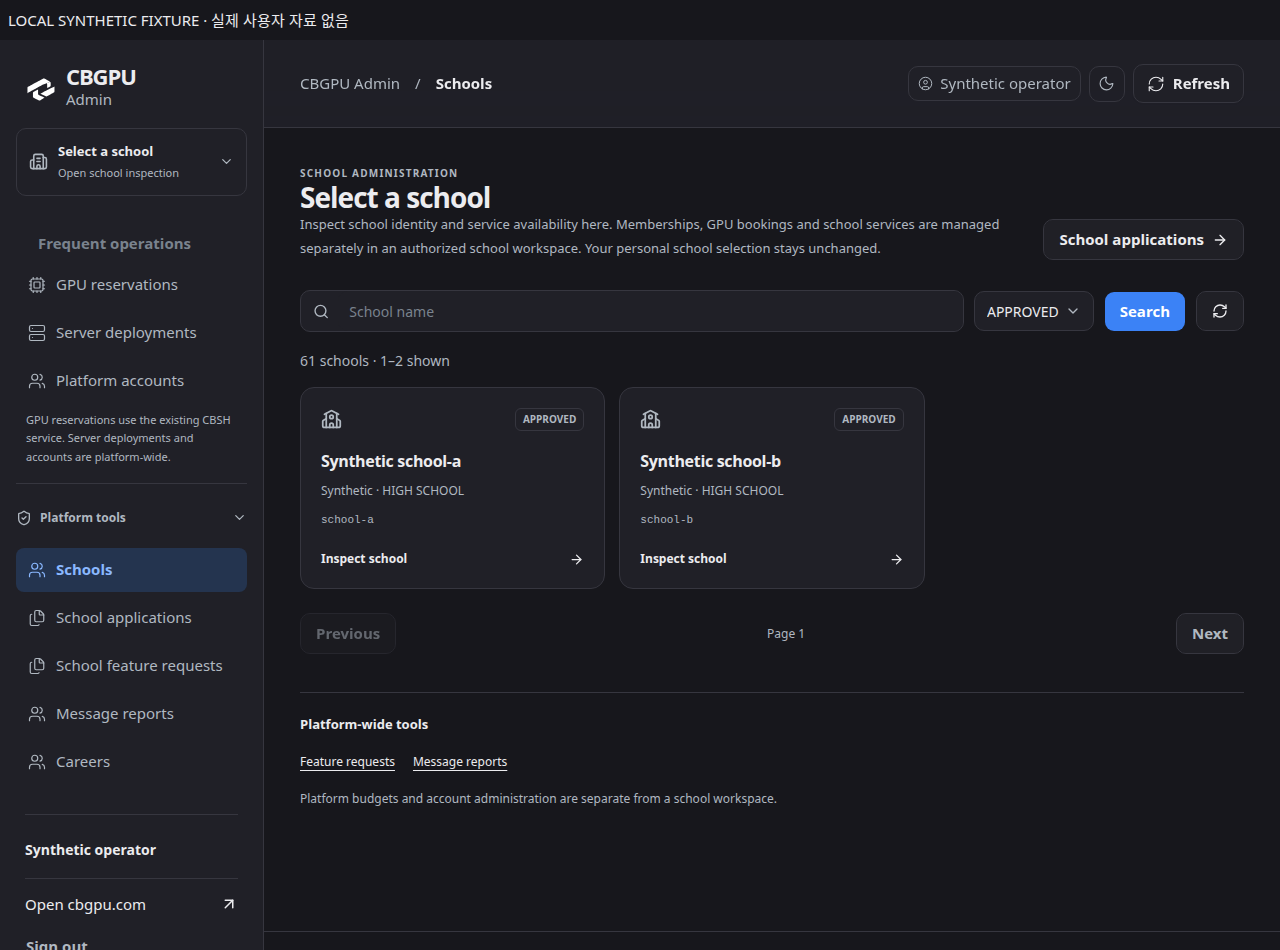 LOCAL SYNTHETIC FIXTURE · 실제 사용자 자료 없음
CBGPU
Admin
Select a school
Open school inspection
Frequent operations
GPU reservations
Server deployments
Platform accounts
GPU reservations use the existing CBSH
service. Server deployments and
accounts are platform-wide.
Platform tools
Schools
School applications
School feature requests
Message reports
Careers
Synthetic operator
Open cbgpu.com
Sign out
CBGPU Admin / Schools
Synthetic operator
Refresh
SCHOOL ADMINISTRATION
Select a school
Inspect school identity and service availability here. Memberships, GPU bookings and school services are managed
separately in an authorized school workspace. Your personal school selection stays unchanged.
School applications
School name
APPROVED
Search
61 schools · 1–2 shown
APPROVED
Synthetic school-a
Synthetic · HIGH SCHOOL
school-a
Inspect school
APPROVED
Synthetic school-b
Synthetic · HIGH SCHOOL
school-b
Inspect school
Previous
Page 1
Next
Platform-wide tools
Feature requests Message reports
Platform budgets and account administration are separate from a school workspace.